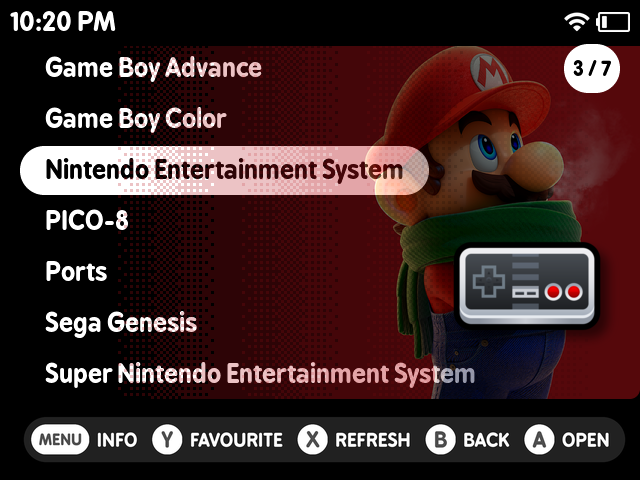 10:20 PM
Game Boy Advance
3 / 7
Game Boy Color
Nintendo Entertainment System
PICO-8
Ports
Sega Genesis
Super Nintendo Entertainment System
MENU INFO Y FAVOURITE X REFRESH B BACK A OPEN
M